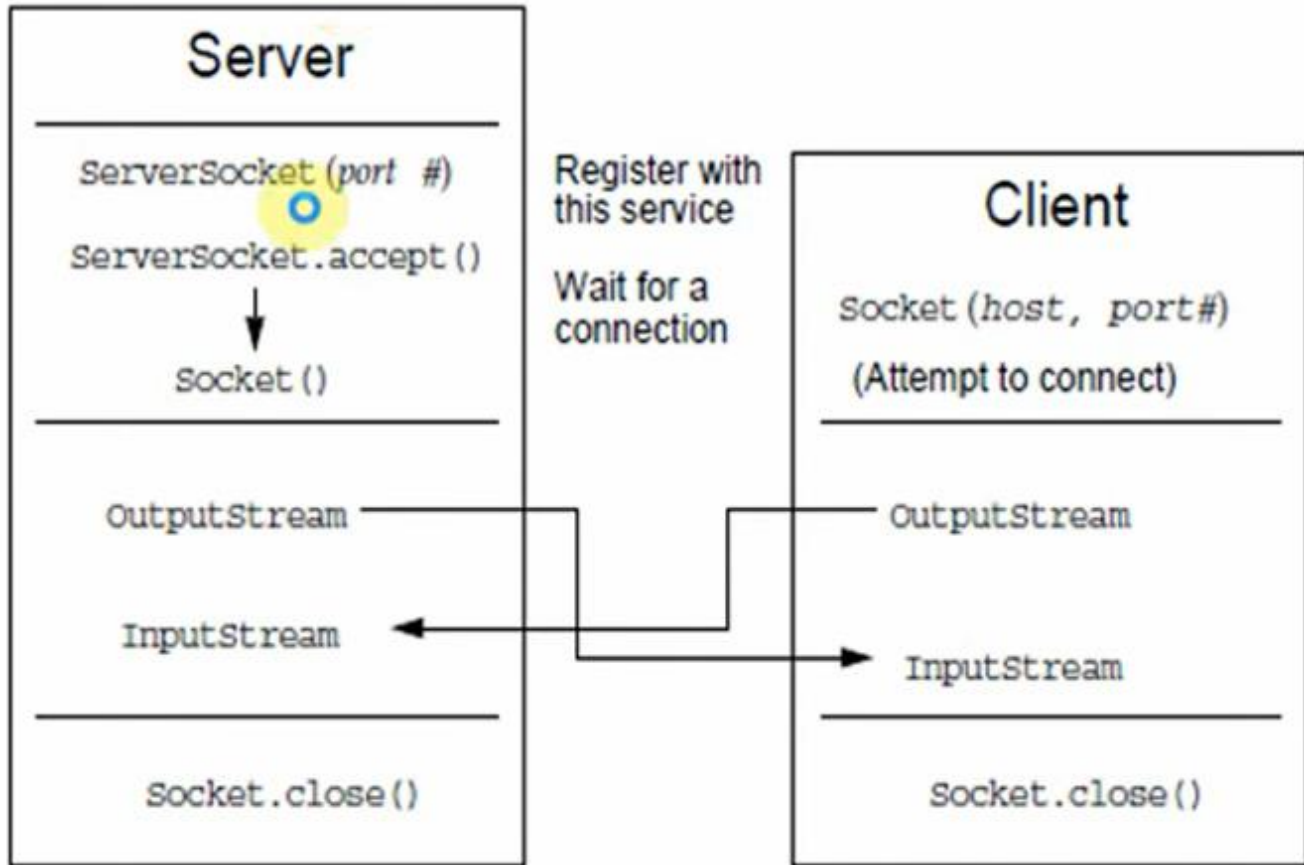 Server
ServerSocket(port #)
ServerSocket.accept()
Socket()
OutputStream
InputStream
Socket.close()
Register with
this service
Wait for a
connection
Client
Socket(host, port#)
(Attempt to connect)
OutputStream
InputStream
Socket.close()